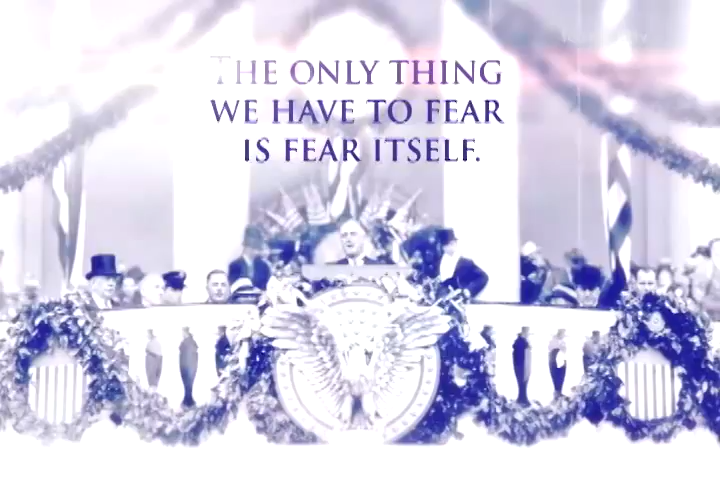 THE ONLY THING
WE HAVE TO FEAR
IS FEAR ITSELF.